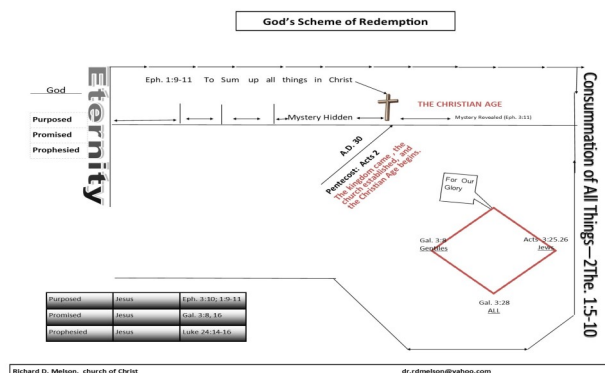 God's Scheme of Redemption
Eph. 1:9-11 To Sum up all things in Christ
God
Eternity
Purposed
Promised
Prophesied
Mystery Hidden
THE CHRISTIAN AGE
Mystery Revealed (Eph. 3:11)
A.D. 30
Pentecost: Acts 2
The kingdom came, the
church established, and
the Christian Age begins.
Consummation of All Things—2The. 1:5-10
For Our
Glory
Gal. 3:8
Gentiles
Acts 3:25.26
Jews
Gal. 3:28
ALL
Purposed Jesus Eph. 3:10; 1:9-11
Promised Jesus Gal. 3:8, 16
Prophesied Jesus Luke 24:14-16
Richard D. Melson, church of Christ dr.rdmelson@yahoo.com